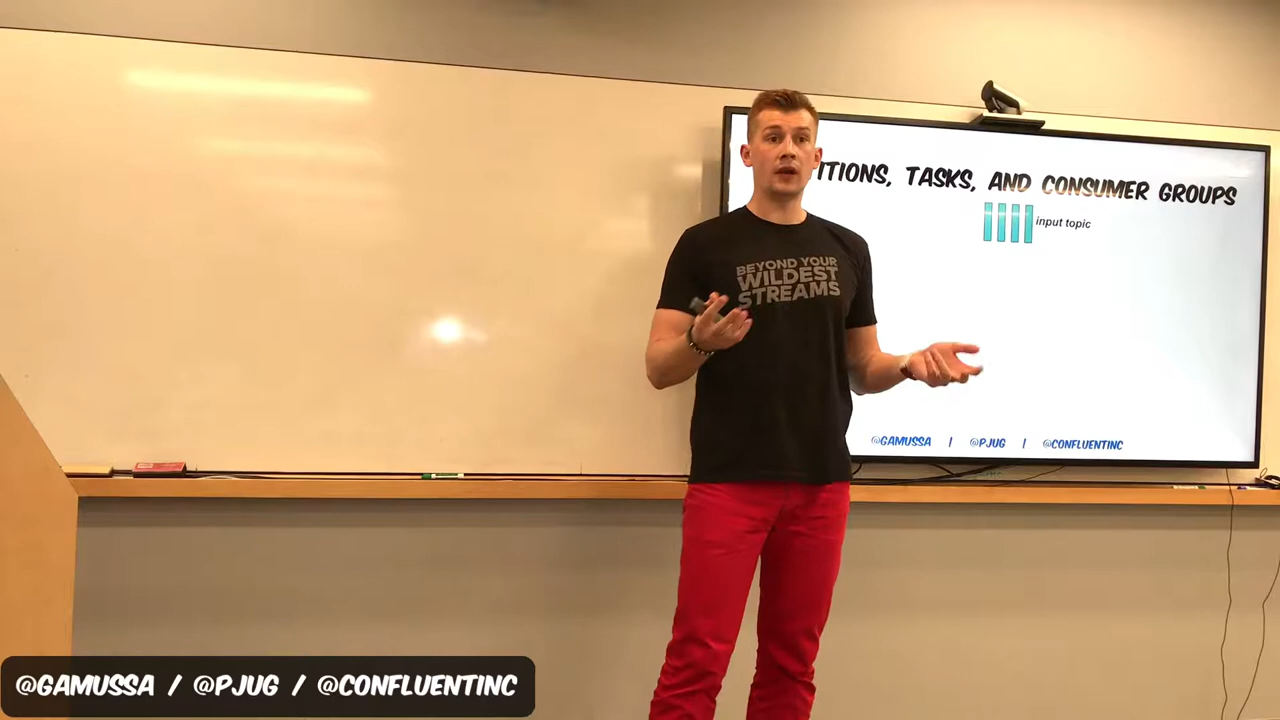 ITIONS, TASKS, AND CONSUMER GROUPS
input topic
BEYOND YOUR
WILDEST
STREAMS
@GAMUSSA | @PJUG | @CONFLUENTINC
@GAMUSSA / @PJUG / @CONFLUENTINC